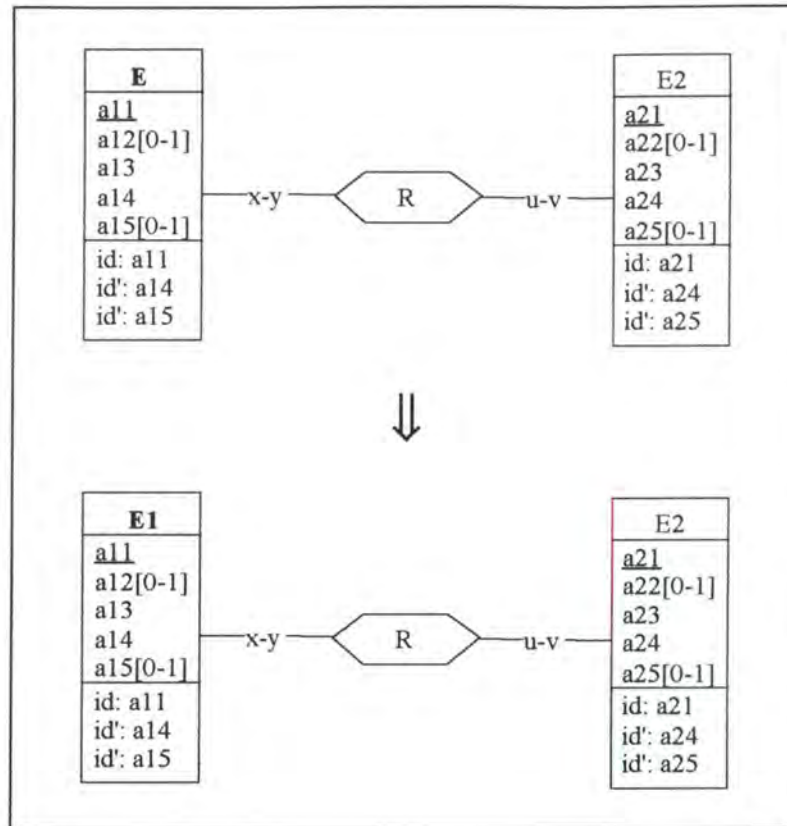 E
a11
a12[0-1]
a13
a14
a15[0-1]
id: a11
id': a14
id': a15
x-y
R
u-v
E2
a21
a22[0-1]
a23
a24
a25[0-1]
id: a21
id': a24
id': a25
⇓
E1
a11
a12[0-1]
a13
a14
a15[0-1]
id: a11
id': a14
id': a15
x-y
R
u-v
E2
a21
a22[0-1]
a23
a24
a25[0-1]
id: a21
id': a24
id': a25